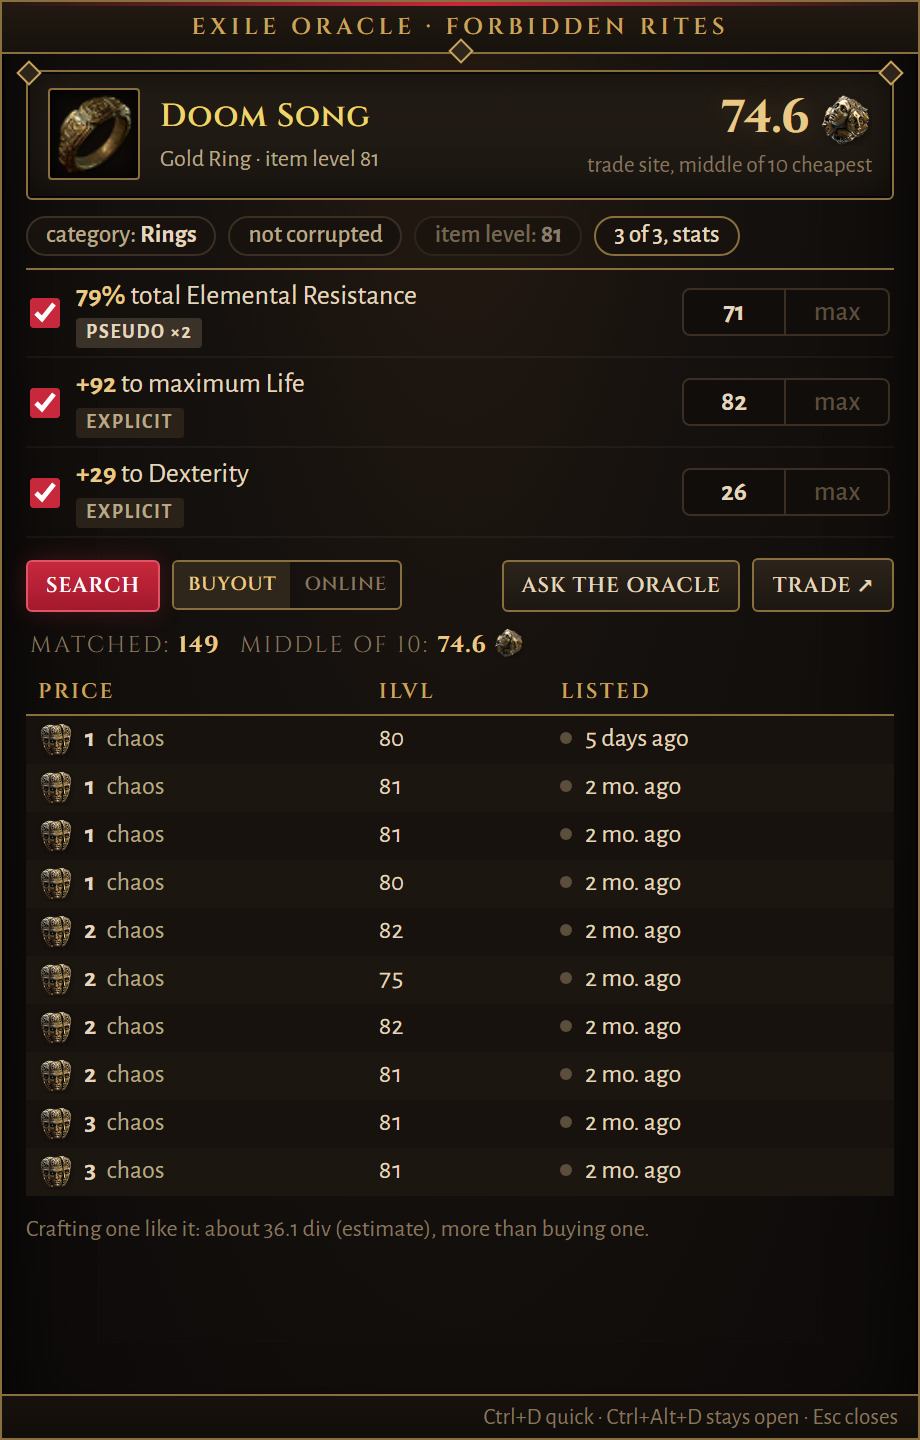 EXILE ORACLE · FORBIDDEN RITES
DOOM SONG
74.6
Gold Ring · item level 81
trade site, middle of 10 cheapest
category: Rings
not corrupted
item level: 81
3 of 3, stats
79% total Elemental Resistance
PSEUDO ×2
71
max
+92 to maximum Life
EXPLICIT
82
max
+29 to Dexterity
EXPLICIT
26
max
SEARCH
BUYOUT
ONLINE
ASK THE ORACLE
TRADE ↗
MATCHED: 149 MIDDLE OF 10: 74.6
PRICE ILVL LISTED
1 chaos 80 5 days ago
1 chaos 81 2 mo. ago
1 chaos 81 2 mo. ago
1 chaos 80 2 mo. ago
2 chaos 82 2 mo. ago
2 chaos 75 2 mo. ago
2 chaos 82 2 mo. ago
2 chaos 81 2 mo. ago
3 chaos 81 2 mo. ago
3 chaos 81 2 mo. ago
Crafting one like it: about 36.1 div (estimate), more than buying one.
Ctrl+D quick · Ctrl+Alt+D stays open · Esc closes